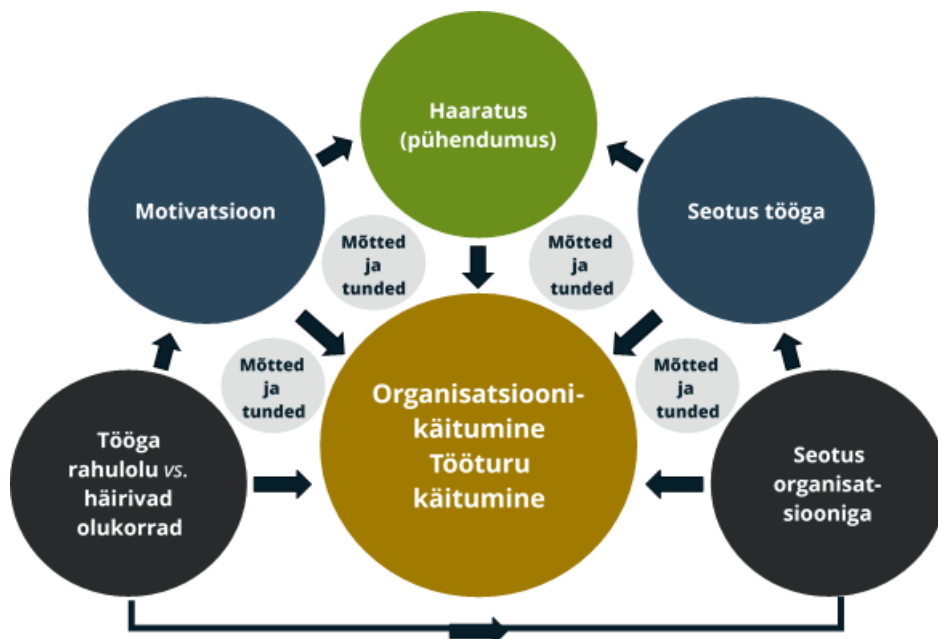 Haaratus
(pühendumus)
Motivatsioon
Seotus tööga
Mõtted
ja
tunded
Mõtted
ja
tunded
Mõtted
ja
tunded
Mõtted
ja
tunded
Organisatsiooni-
käitumine
Tööturu
käitumine
Tööga
rahulolu vs.
häirivad
olukorrad
Seotus
organisat-
siooniga